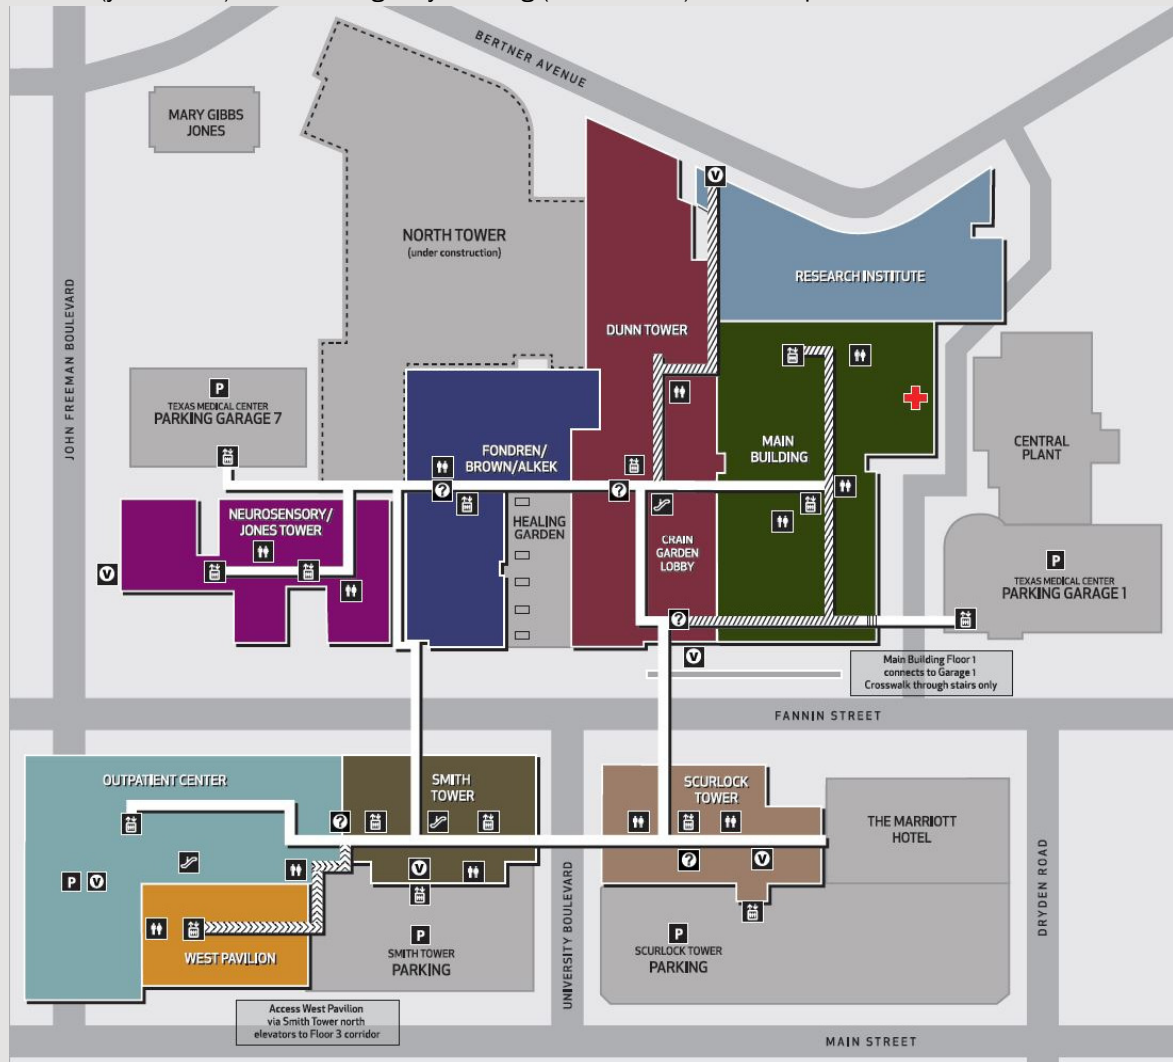 BERTNER AVENUE
MARY GIBBS
JONES
NORTH TOWER
(under construction)
RESEARCH INSTITUTE
DUNN TOWER
JOHN FREEMAN BOULEVARD
P
TEXAS MEDICAL CENTER
PARKING GARAGE 7
FONDREN/
BROWN/ALKEK
MAIN
BUILDING
CENTRAL
PLANT
?
?
HEALING
GARDEN
NEUROSENSORY/
JONES TOWER
CRAIN
GARDEN
LOBBY
V
V
P
TEXAS MEDICAL CENTER
PARKING GARAGE 1
?
V
Main Building Floor 1
connects to Garage 1
Crosswalk through stairs only
FANNIN STREET
OUTPATIENT CENTER
SMITH
TOWER
SCURLOCK
TOWER
THE MARRIOTT
HOTEL
?
V
?
V
P V
P
SMITH TOWER
PARKING
P
SCURLOCK TOWER
PARKING
WEST PAVILION
UNIVERSITY BOULEVARD
DRYDEN ROAD
Access West Pavilion
via Smith Tower north
elevators to Floor 3 corridor
MAIN STREET